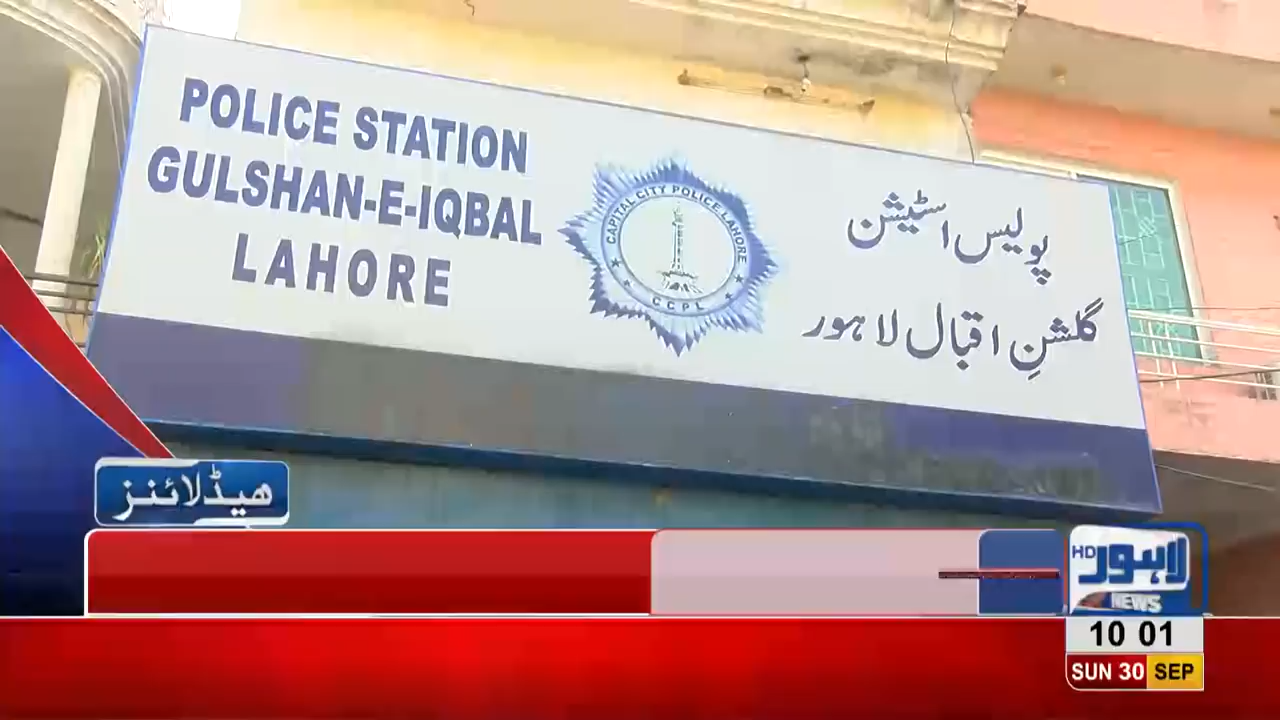 POLICE STATION
GULSHAN-E-IQBAL
LAHORE
CAPITAL CITY POLICE LAHORE
CCPL
پولیس اسٹیشن
گلشنِ اقبال لاہور
ھیڈلائنز
HD لاہور
NEWS
10 01
SUN 30 SEP